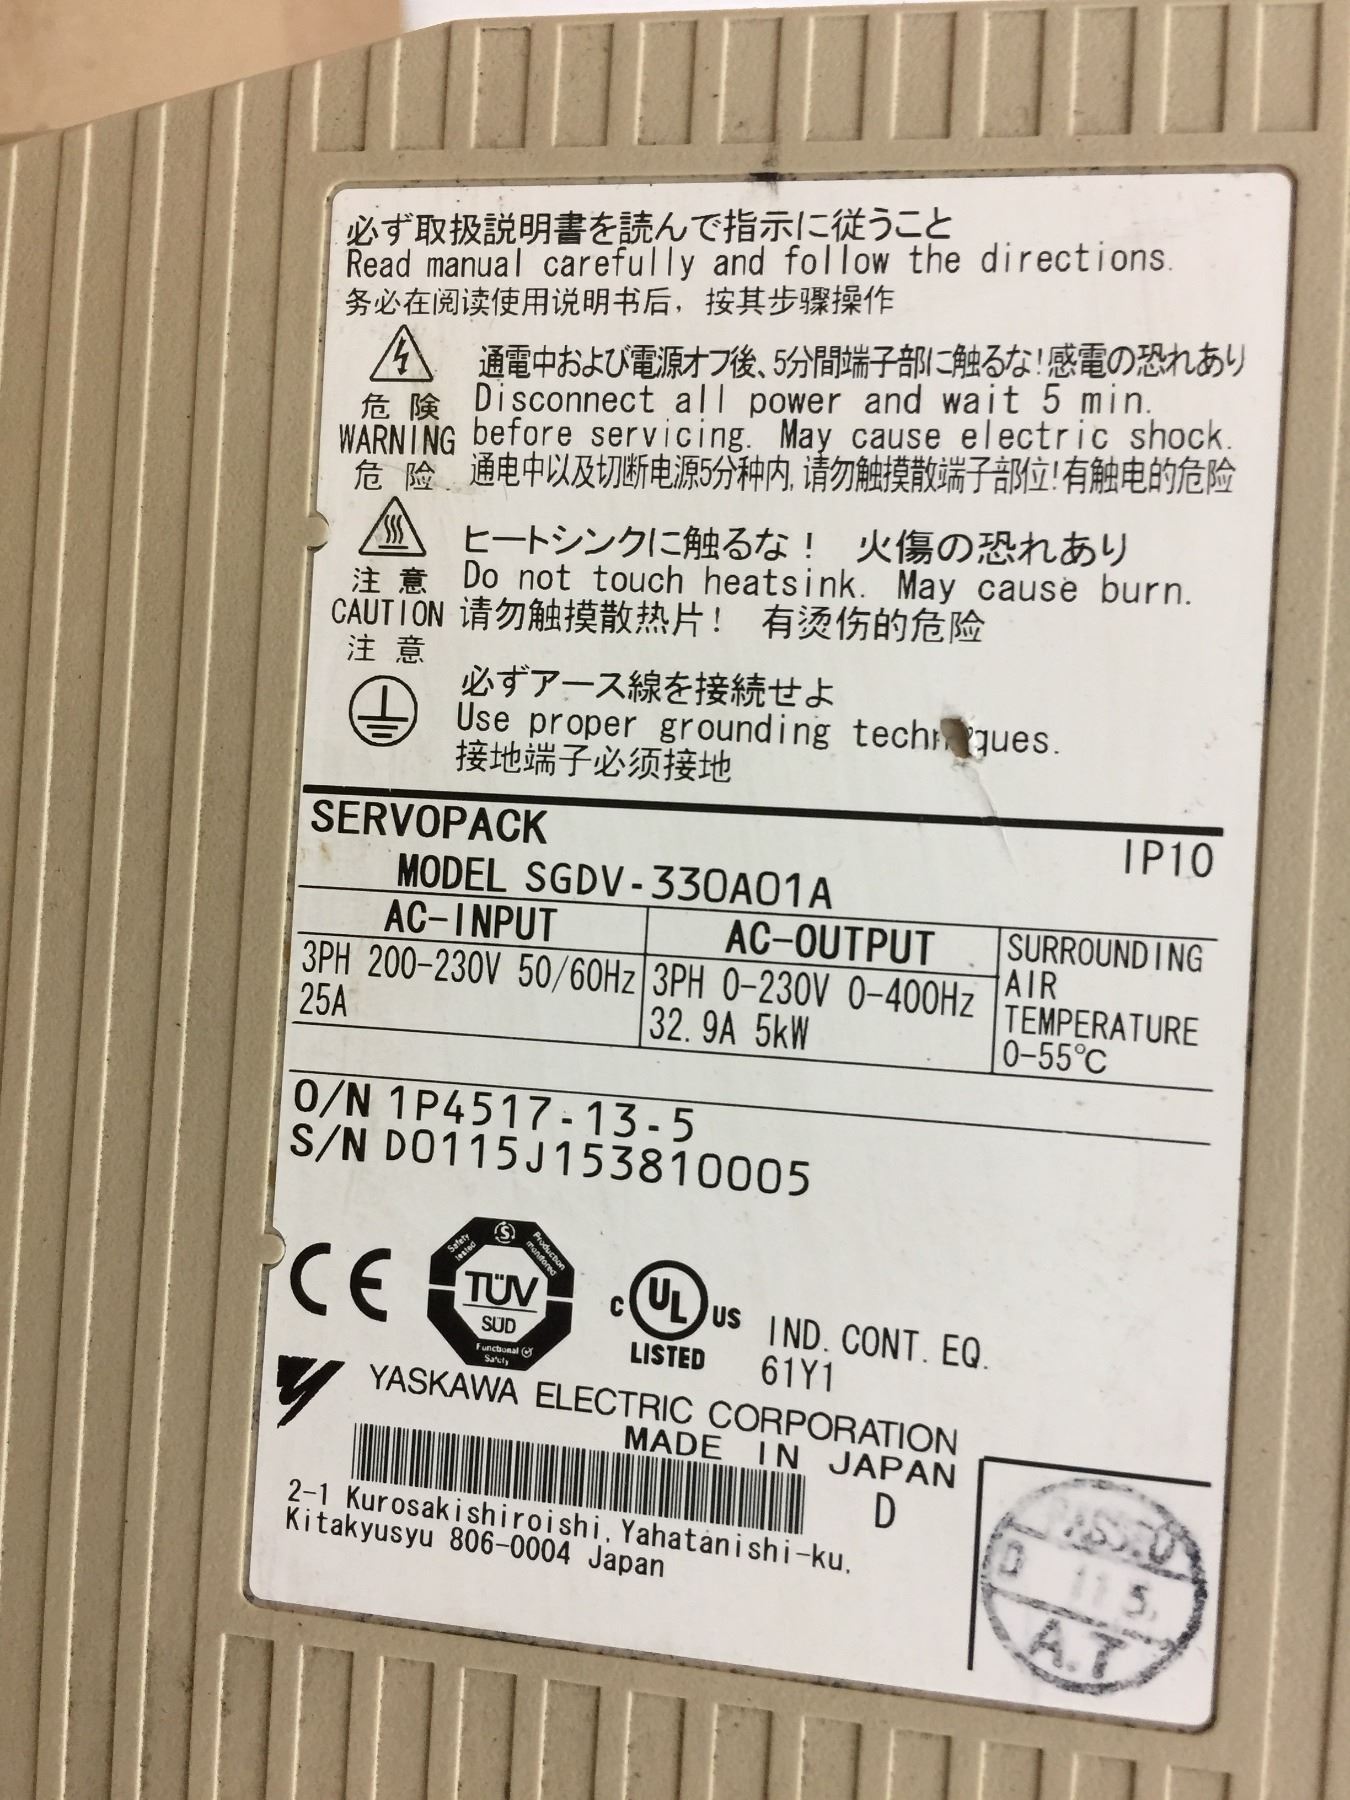 必ず取扱説明書を読んで指示に従うこと
Read manual carefully and follow the directions.
务必在阅读使用说明书后，按其步骤操作
危険
WARNING
危险
通電中および電源オフ後、5分間端子部に触るな！感電の恐れあり
Disconnect all power and wait 5 min.
before servicing. May cause electric shock.
通电中以及切断电源5分种内,请勿触摸散端子部位！有触电的危险
注意
CAUTION
注意
ヒートシンクに触るな！ 火傷の恐れあり
Do not touch heatsink. May cause burn.
请勿触摸散热片！ 有烫伤的危险
必ずアース線を接続せよ
Use proper grounding
接地端子必须接地
SERVOPACK
IP10
MODEL SGDV-330A01A
AC-INPUT
3PH 200-230V 50/60Hz
25A
AC-OUTPUT
3PH 0-230V 0-400Hz
32.9A 5kW
SURROUNDING
AIR
TEMPERATURE
0-55℃
O/N 1P4517-13-5
S/N D0115J153810005
CE
Safety tested
S
Production monitored
TÜV
SÜD
Functional
Safety
C UL US
LISTED
IND. CONT. EQ.
61Y1
YASKAWA ELECTRIC CORPORATION
MADE IN JAPAN
D
2-1 Kurosakishiroishi, Yahatanishi-ku,
Kitakyusyu 806-0004 Japan
PASSED
D 11.5.
A.T